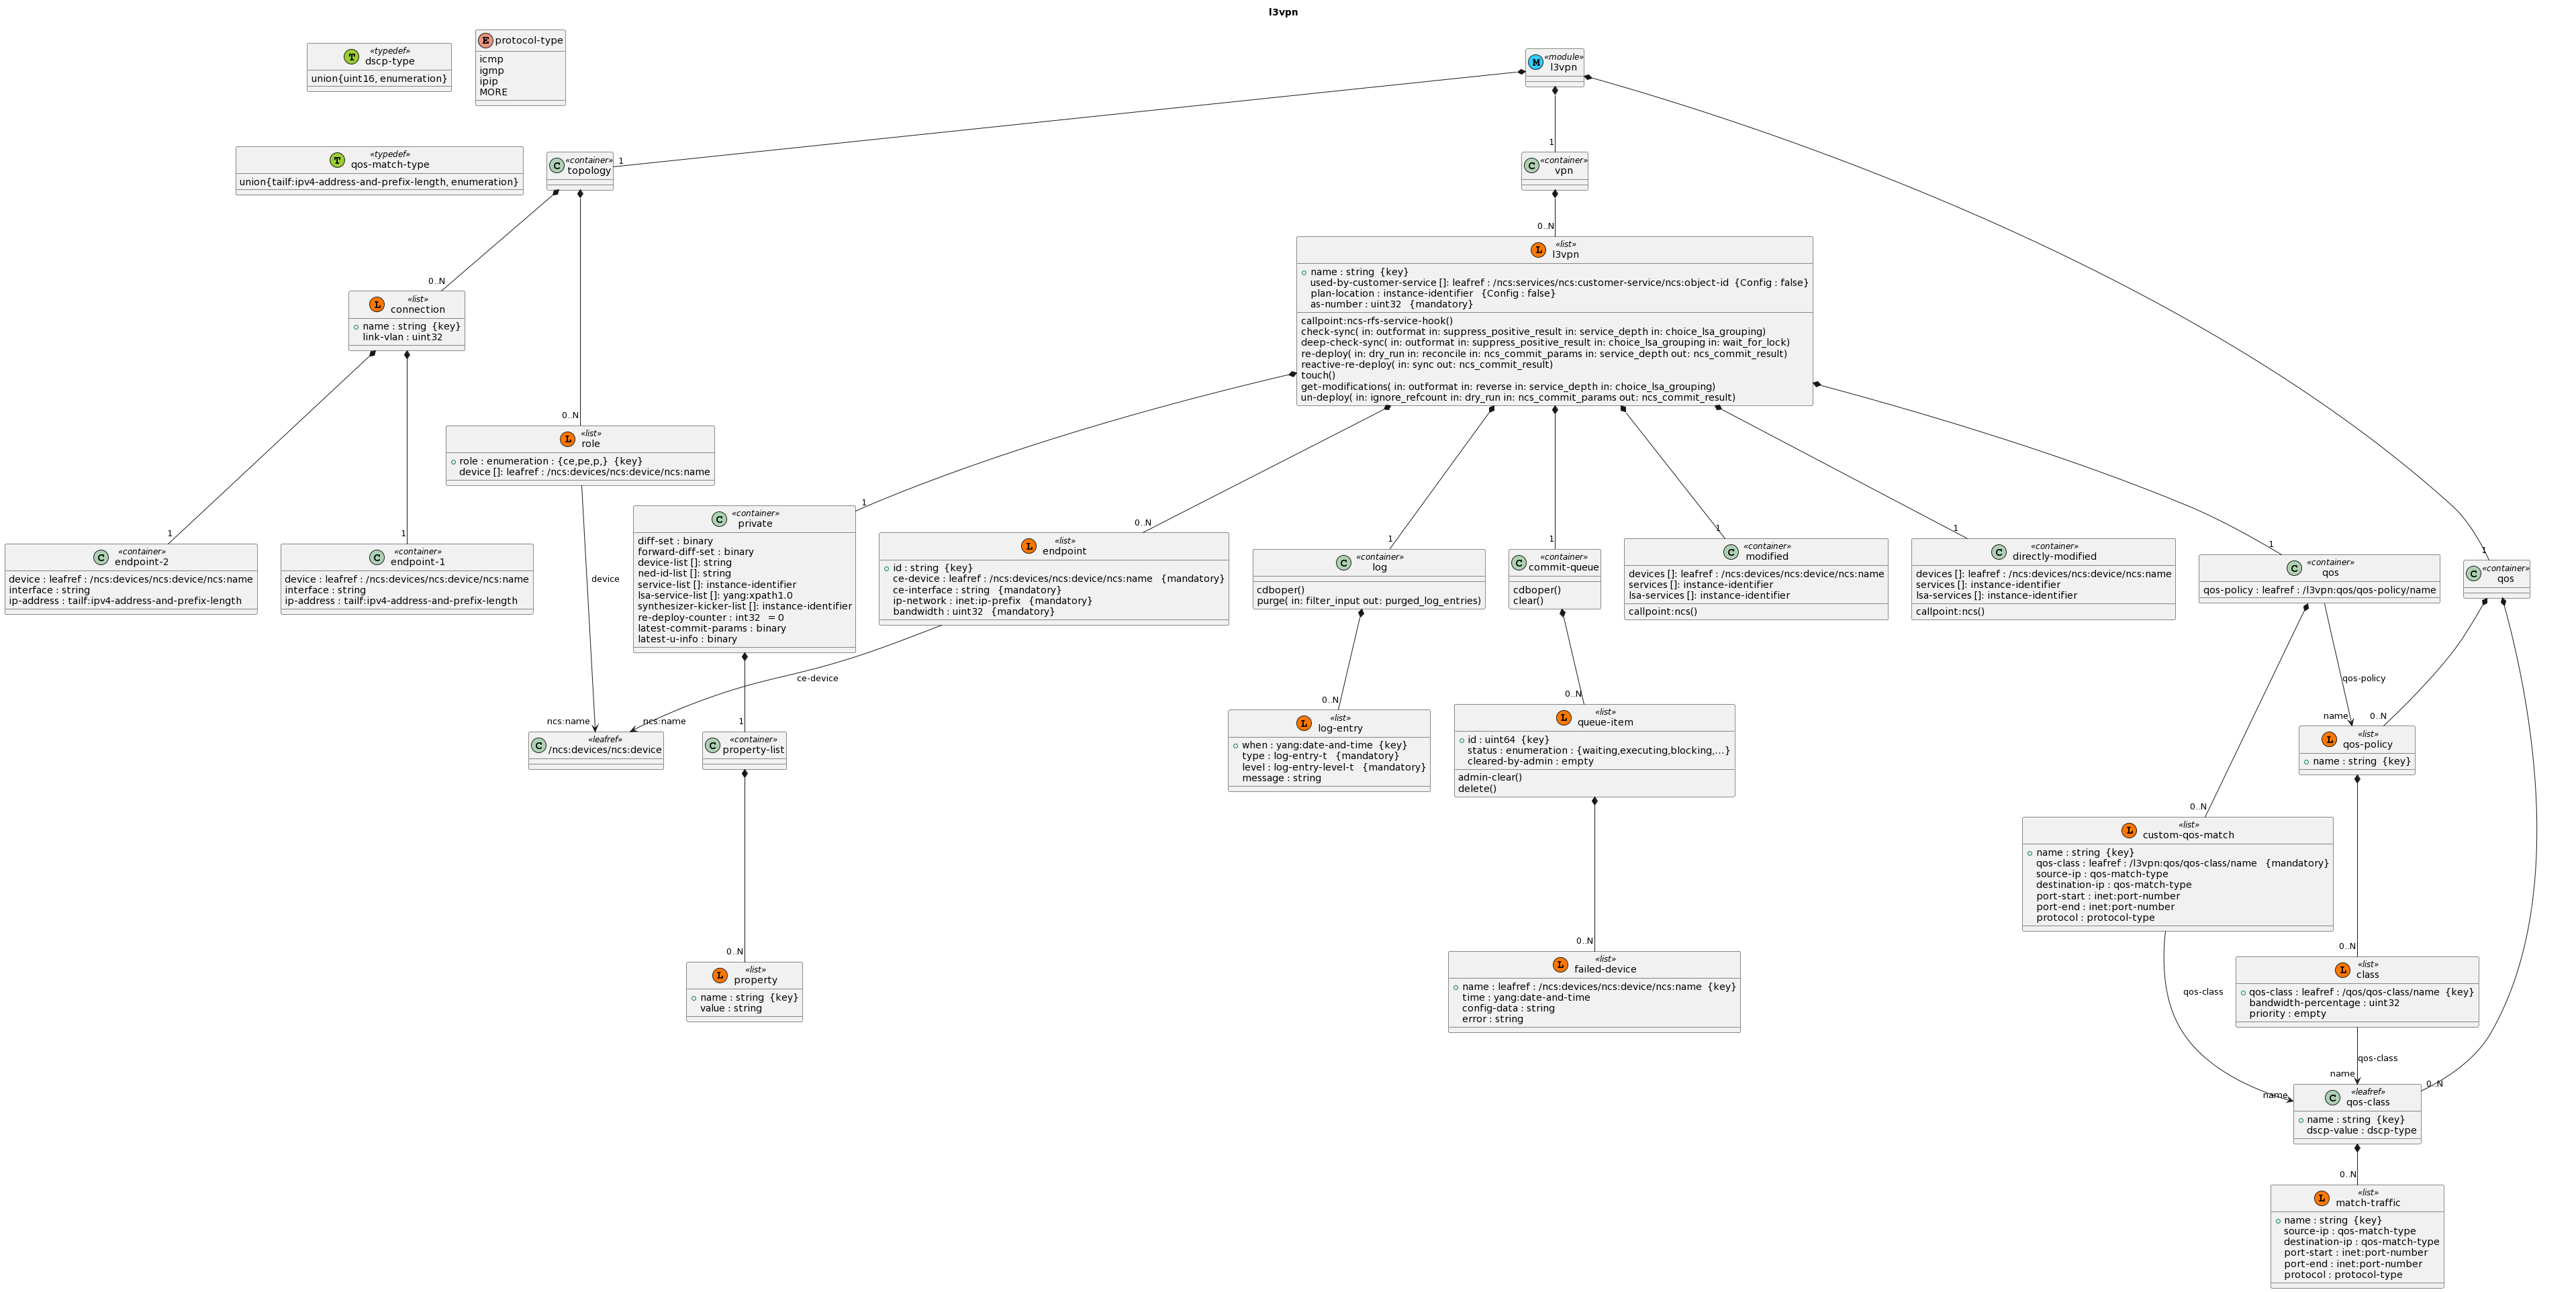 l3vpn
«typedef»
dscp-type
union{uint16, enumeration}
protocol-type
icmp
igmp
ipip
MORE
«module»
l3vpn
«typedef»
qos-match-type
union{tailf:ipv4-address-and-prefix-length, enumeration}
1
«container»
topology
1
«container»
vpn
0..N
«list»
l3vpn
name : string {key}
used-by-customer-service []: leafref : /ncs:services/ncs:customer-service/ncs:object-id {Config : false}
plan-location : instance-identifier {Config : false}
as-number : uint32 {mandatory}
callpoint:ncs-rfs-service-hook()
check-sync( in: outformat in: suppress_positive_result in: service_depth in: choice_lsa_grouping)
deep-check-sync( in: outformat in: suppress_positive_result in: choice_lsa_grouping in: wait_for_lock)
re-deploy( in: dry_run in: reconcile in: ncs_commit_params in: service_depth out: ncs_commit_result)
reactive-re-deploy( in: sync out: ncs_commit_result)
touch()
get-modifications( in: outformat in: reverse in: service_depth in: choice_lsa_grouping)
un-deploy( in: ignore_refcount in: dry_run in: ncs_commit_params out: ncs_commit_result)
0..N
«list»
connection
name : string {key}
link-vlan : uint32
0..N
«list»
role
role : enumeration : {ce,pe,p,} {key}
device []: leafref : /ncs:devices/ncs:device/ncs:name
1
«container»
endpoint-2
device : leafref : /ncs:devices/ncs:device/ncs:name
interface : string
ip-address : tailf:ipv4-address-and-prefix-length
1
«container»
endpoint-1
device : leafref : /ncs:devices/ncs:device/ncs:name
interface : string
ip-address : tailf:ipv4-address-and-prefix-length
device
1
«container»
private
diff-set : binary
forward-diff-set : binary
device-list []: string
ned-id-list []: string
service-list []: instance-identifier
lsa-service-list []: yang:xpath1.0
synthesizer-kicker-list []: instance-identifier
re-deploy-counter : int32 = 0
latest-commit-params : binary
latest-u-info : binary
0..N
«list»
endpoint
id : string {key}
ce-device : leafref : /ncs:devices/ncs:device/ncs:name {mandatory}
ce-interface : string {mandatory}
ip-network : inet:ip-prefix {mandatory}
bandwidth : uint32 {mandatory}
1
«container»
log
cdboper()
purge( in: filter_input out: purged_log_entries)
1
«container»
commit-queue
cdboper()
clear()
1
«container»
modified
devices []: leafref : /ncs:devices/ncs:device/ncs:name
services []: instance-identifier
lsa-services []: instance-identifier
callpoint:ncs()
1
«container»
directly-modified
devices []: leafref : /ncs:devices/ncs:device/ncs:name
services []: instance-identifier
lsa-services []: instance-identifier
callpoint:ncs()
1
«container»
qos
qos-policy : leafref : /l3vpn:qos/qos-policy/name
1
«container»
qos
ce-device
qos-policy
ncs:name
ncs:name
«leafref»
/ncs:devices/ncs:device
1
«container»
property-list
0..N
«list»
log-entry
when : yang:date-and-time {key}
type : log-entry-t {mandatory}
level : log-entry-level-t {mandatory}
message : string
0..N
«list»
queue-item
id : uint64 {key}
status : enumeration : {waiting,executing,blocking,...}
cleared-by-admin : empty
admin-clear()
delete()
name
0..N
«list»
qos-policy
name : string {key}
0..N
«list»
custom-qos-match
name : string {key}
qos-class : leafref : /l3vpn:qos/qos-class/name {mandatory}
source-ip : qos-match-type
destination-ip : qos-match-type
port-start : inet:port-number
port-end : inet:port-number
protocol : protocol-type
0..N
«list»
property
name : string {key}
value : string
0..N
«list»
failed-device
name : leafref : /ncs:devices/ncs:device/ncs:name {key}
time : yang:date-and-time
config-data : string
error : string
0..N
«list»
class
qos-class : leafref : /qos/qos-class/name {key}
bandwidth-percentage : uint32
priority : empty
qos-class
qos-class
name
name
0..N
«leafref»
qos-class
name : string {key}
dscp-value : dscp-type
0..N
«list»
match-traffic
name : string {key}
source-ip : qos-match-type
destination-ip : qos-match-type
port-start : inet:port-number
port-end : inet:port-number
protocol : protocol-type